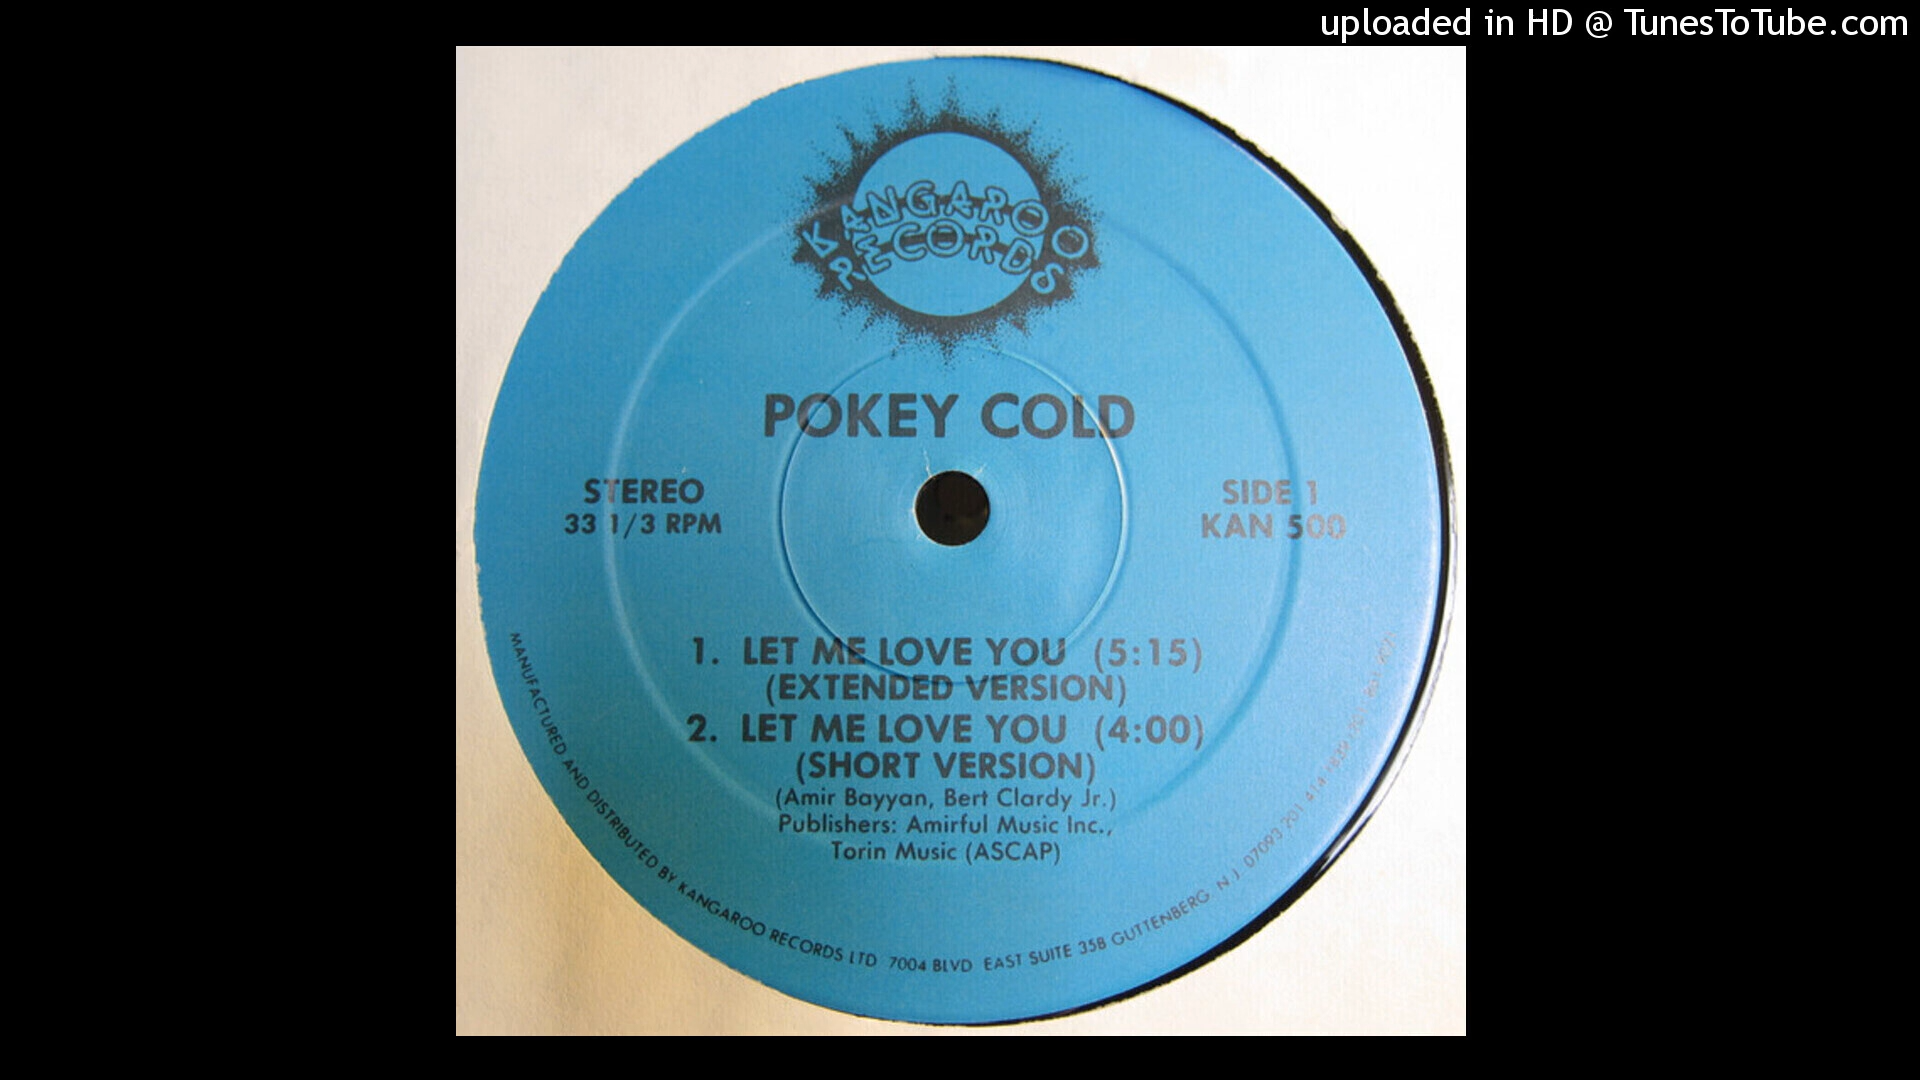 uploaded in HD @ TunesToTube.com
KANGAROO
RECORDS
POKEY COLD
STEREO
33 1/3 RPM
SIDE 1
KAN 500
1. LET ME LOVE YOU (5:15)
(EXTENDED VERSION)
2. LET ME LOVE YOU (4:00)
(SHORT VERSION)
(Amir Bayyan, Bert Clardy Jr.)
Publishers: Amirful Music Inc.,
Torin Music (ASCAP)
MANUFACTURED AND DISTRIBUTED BY KANGAROO RECORDS LTD 7004 BLVD EAST SUITE 35B GUTTENBERG N.J. 07093 201 414